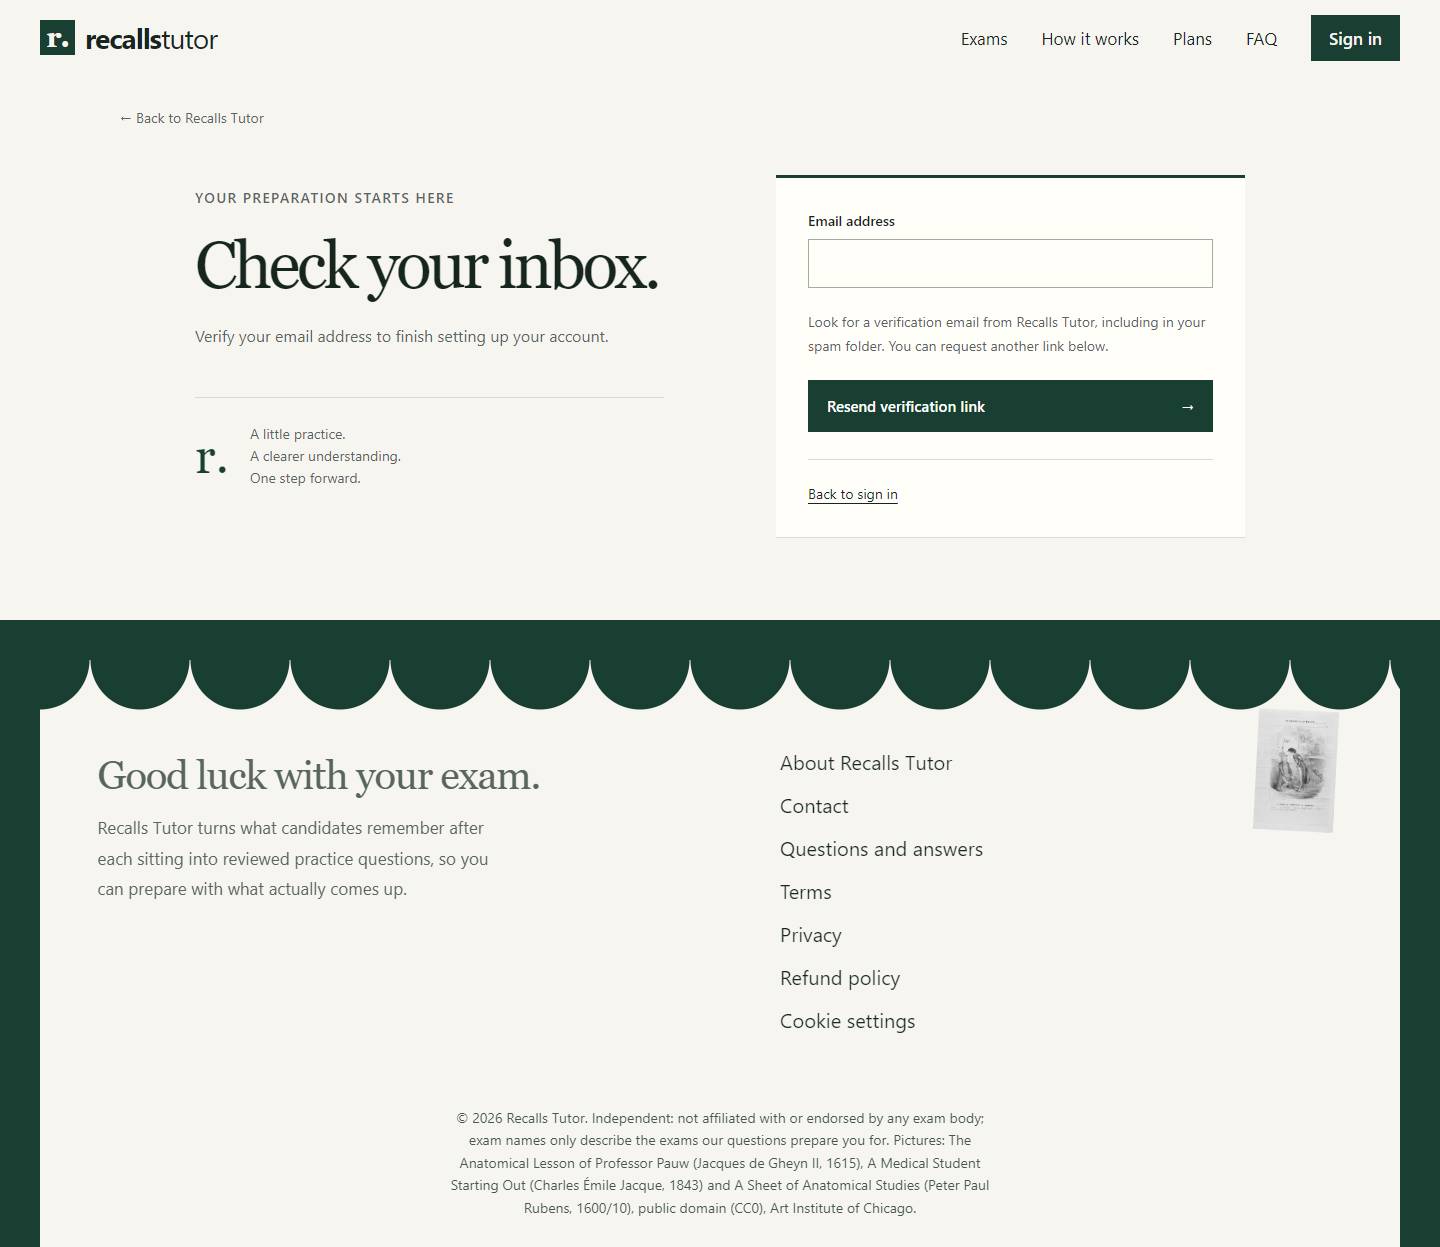 r. recallstutor
Exams
How it works
Plans
FAQ
Sign in
← Back to Recalls Tutor
YOUR PREPARATION STARTS HERE
Check your inbox.
Verify your email address to finish setting up your account.
r.
A little practice.
A clearer understanding.
One step forward.
Email address
Look for a verification email from Recalls Tutor, including in your
spam folder. You can request another link below.
Resend verification link →
Back to sign in
Good luck with your exam.
Recalls Tutor turns what candidates remember after
each sitting into reviewed practice questions, so you
can prepare with what actually comes up.
About Recalls Tutor
Contact
Questions and answers
Terms
Privacy
Refund policy
Cookie settings
© 2026 Recalls Tutor. Independent: not affiliated with or endorsed by any exam body;
exam names only describe the exams our questions prepare you for. Pictures: The
Anatomical Lesson of Professor Pauw (Jacques de Gheyn II, 1615), A Medical Student
Starting Out (Charles Émile Jacque, 1843) and A Sheet of Anatomical Studies (Peter Paul
Rubens, 1600/10), public domain (CC0), Art Institute of Chicago.